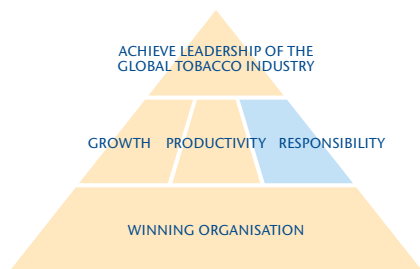 ACHIEVE LEADERSHIP OF THE
GLOBAL TOBACCO INDUSTRY
GROWTH PRODUCTIVITY RESPONSIBILITY
WINNING ORGANISATION